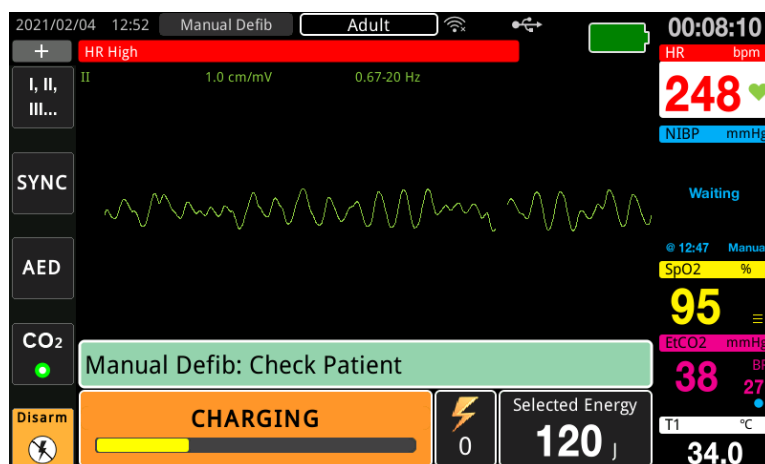 2021/02/04 12:52 Manual Defib Adult 00:08:10
+ HR High HR bpm
I, II, III...
II 1.0 cm/mV 0.67-20 Hz
248
NIBP mmHg
SYNC
Waiting
@ 12:47 Manua
AED
SpO2 %
95
CO2
EtCO2 mmHg
Manual Defib: Check Patient
38
27
Disarm
CHARGING
0
Selected Energy
120 J
T1 °C
34.0